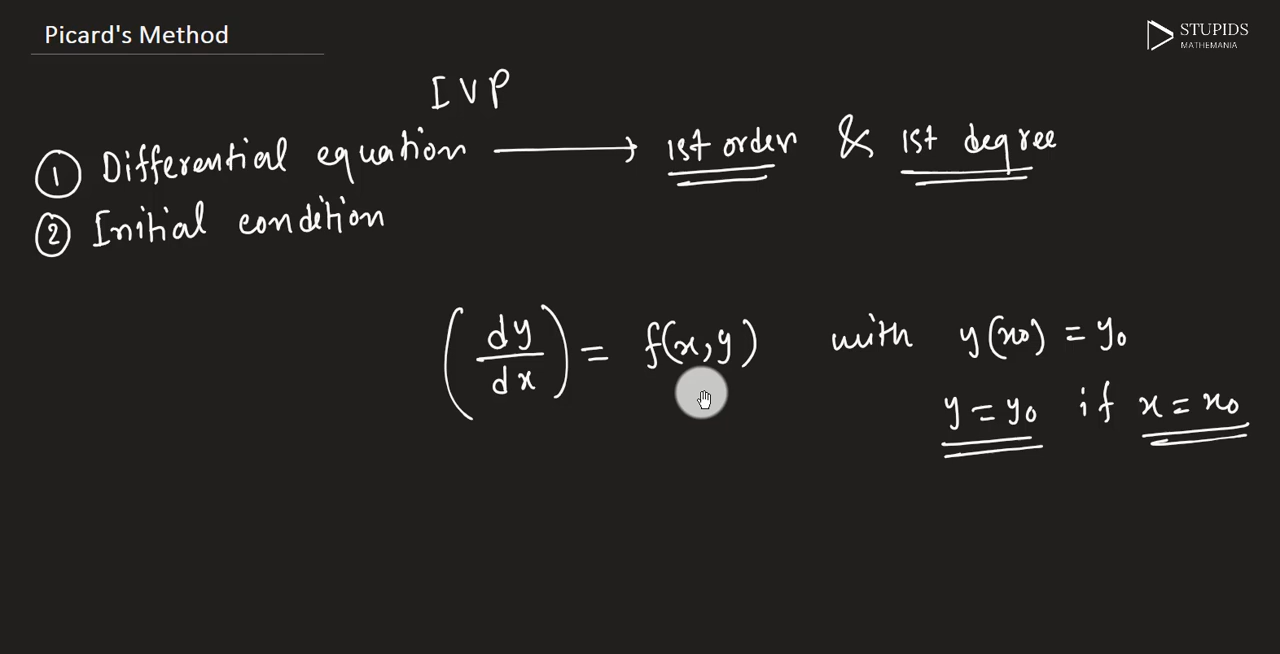 Picard's Method
STUPIDS
MATHEMANIA
IVP
① Differential equation ⟶ 1st order & 1st degree
② Initial condition
(dy/dx) = f(x,y) with y(x₀) = y₀
y = y₀ if x = x₀